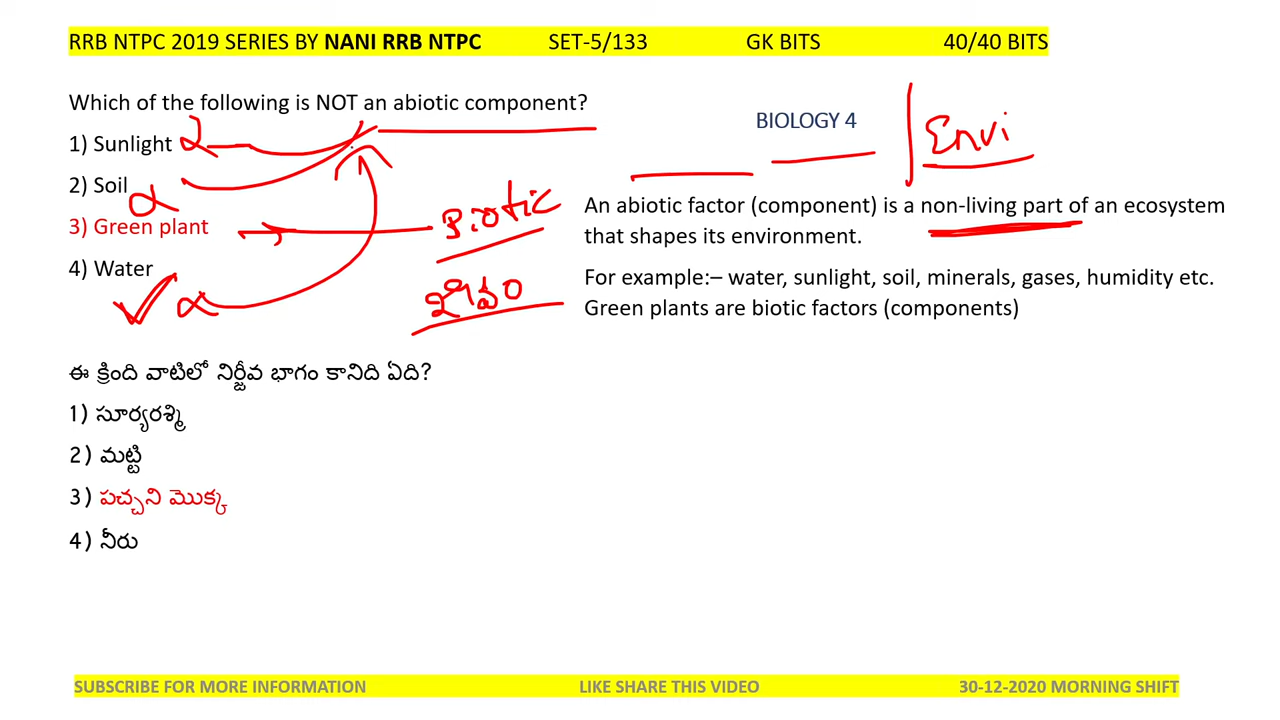 RRB NTPC 2019 SERIES BY NANI RRB NTPC SET-5/133 GK BITS 40/40 BITS
Which of the following is NOT an abiotic component?
1) Sunlight
2) Soil
3) Green plant
4) Water
BIOLOGY 4
Envi
Biotic
An abiotic factor (component) is a non-living part of an ecosystem
that shapes its environment.
For example:– water, sunlight, soil, minerals, gases, humidity etc.
Green plants are biotic factors (components)
ఈ క్రింది వాటిలో నిర్జీవ భాగం కానిది ఏది?
1) సూర్యరశ్మి
2) మట్టి
3) పచ్చని మొక్క
4) నీరు
SUBSCRIBE FOR MORE INFORMATION LIKE SHARE THIS VIDEO 30-12-2020 MORNING SHIFT